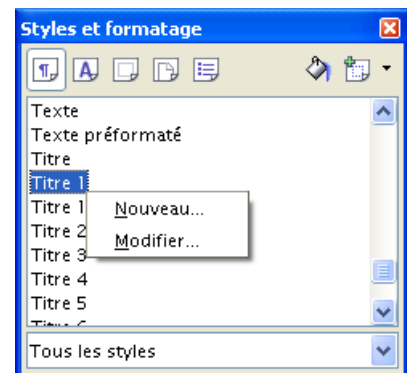 Styles et formatage
Texte
Texte préformaté
Titre
Titre 1
Titre 1
Nouveau...
Titre 2
Modifier...
Titre 3
Titre 4
Titre 5
Tous les styles